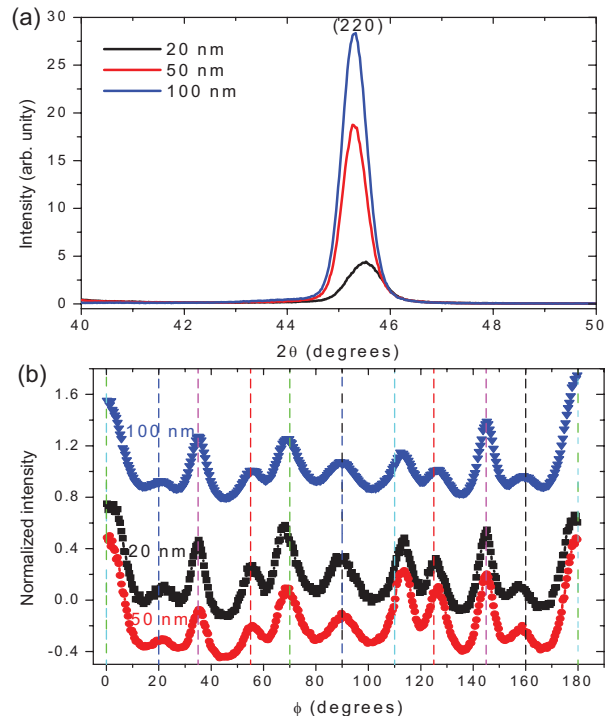 (a)
(220)
20 nm
50 nm
100 nm
Intensity (arb. unity)
30
25
20
15
10
5
0
40 42 44 46 48 50
2θ (degrees)
(b)
Normalized intensity
1.6
1.2
0.8
0.4
0.0
-0.4
100 nm
20 nm
50 nm
0 20 40 60 80 100 120 140 160 180
ϕ (degrees)